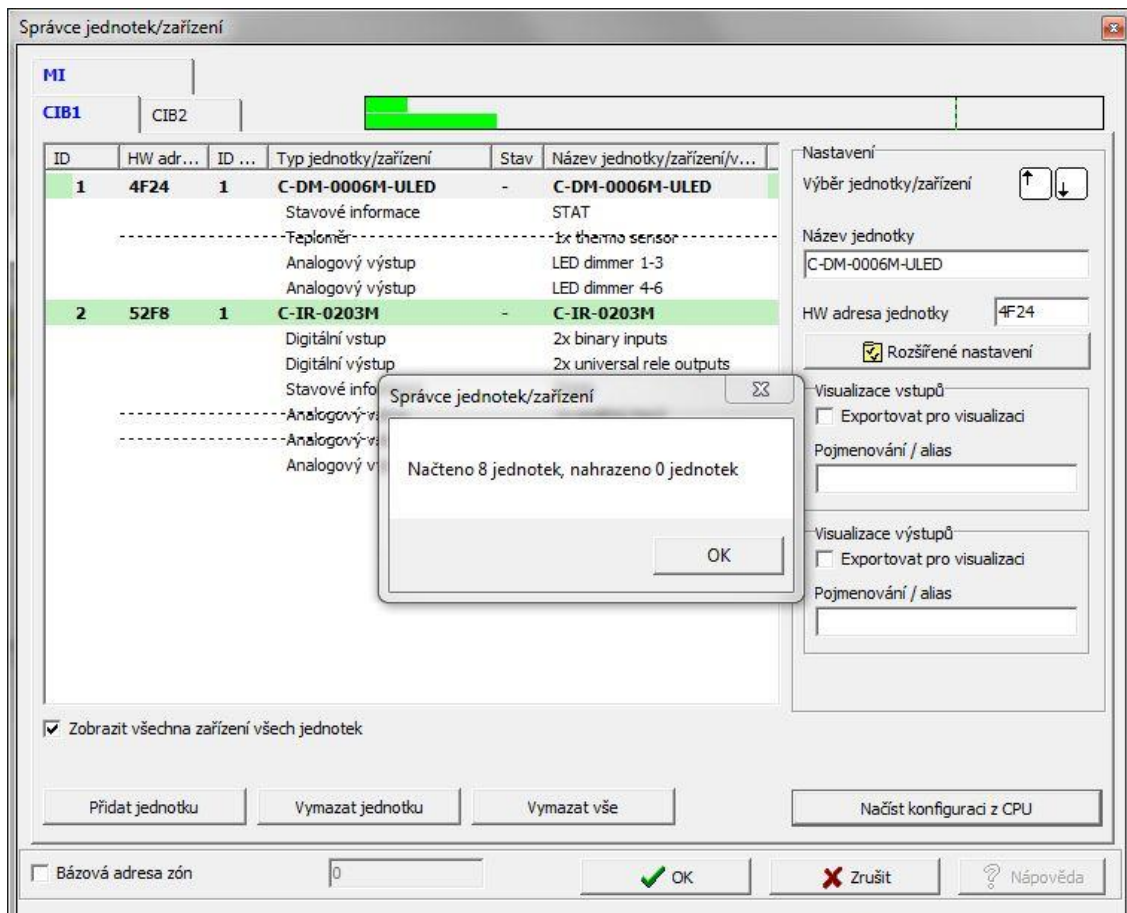 Správce jednotek/zařízení
MI
CIB1 CIB2
ID HW adr... ID ... Typ jednotky/zařízení Stav Název jednotky/zařízení/v...
1 4F24 1 C-DM-0006M-ULED - C-DM-0006M-ULED
Stavové informace STAT
Teploměr 1x thermo sensor
Analogový výstup LED dimmer 1-3
Analogový výstup LED dimmer 4-6
2 52F8 1 C-IR-0203M - C-IR-0203M
Digitální vstup 2x binary inputs
Digitální výstup 2x universal rele outputs
Stavové info
Analogový v
Analogový v
Analogový v
Správce jednotek/zařízení
Načteno 8 jednotek, nahrazeno 0 jednotek
OK
Nastavení
Výběr jednotky/zařízení
Název jednotky
C-DM-0006M-ULED
HW adresa jednotky 4F24
Rozšířené nastavení
Visualizace vstupů
Exportovat pro visualizaci
Pojmenování / alias
Visualizace výstupů
Exportovat pro visualizaci
Pojmenování / alias
Zobrazit všechna zařízení všech jednotek
Přidat jednotku Vymazat jednotku Vymazat vše Načíst konfiguraci z CPU
Bázová adresa zón 0 OK Zrušit Nápověda